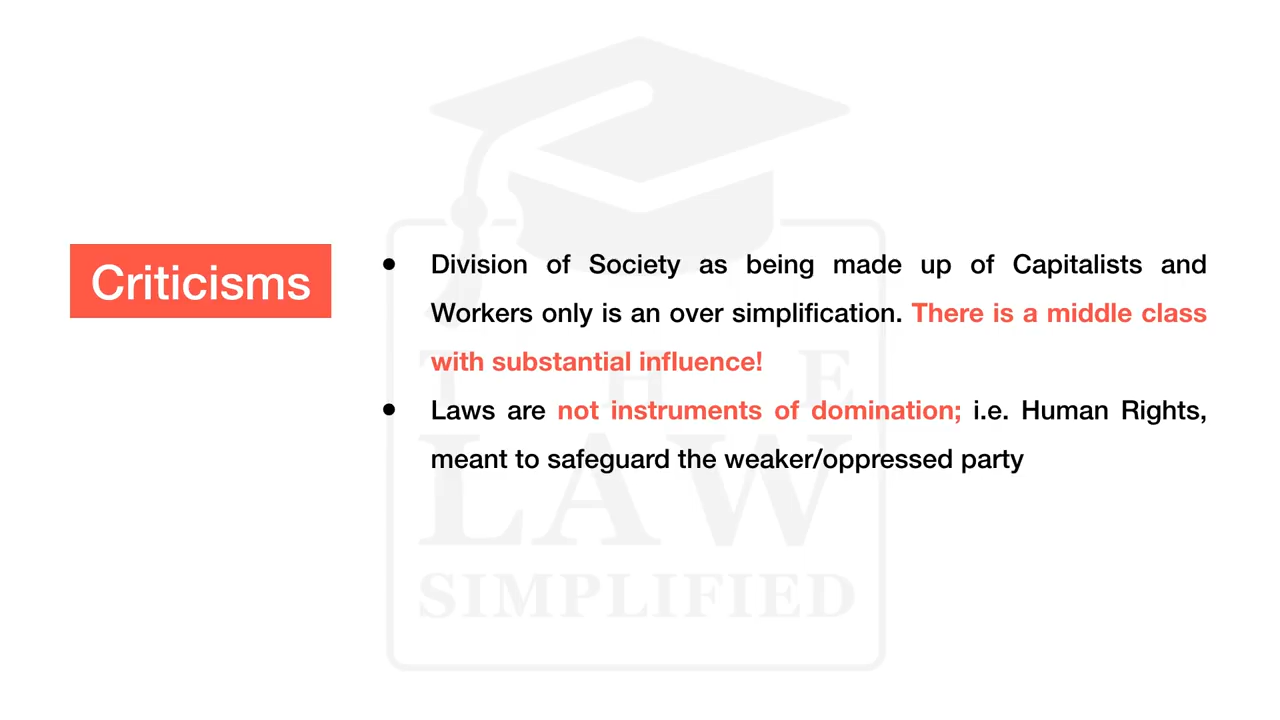 Criticisms
● Division of Society as being made up of Capitalists and
Workers only is an over simplification. There is a middle class
with substantial influence!
● Laws are not instruments of domination; i.e. Human Rights,
meant to safeguard the weaker/oppressed party
THE
LAW
SIMPLIFIED